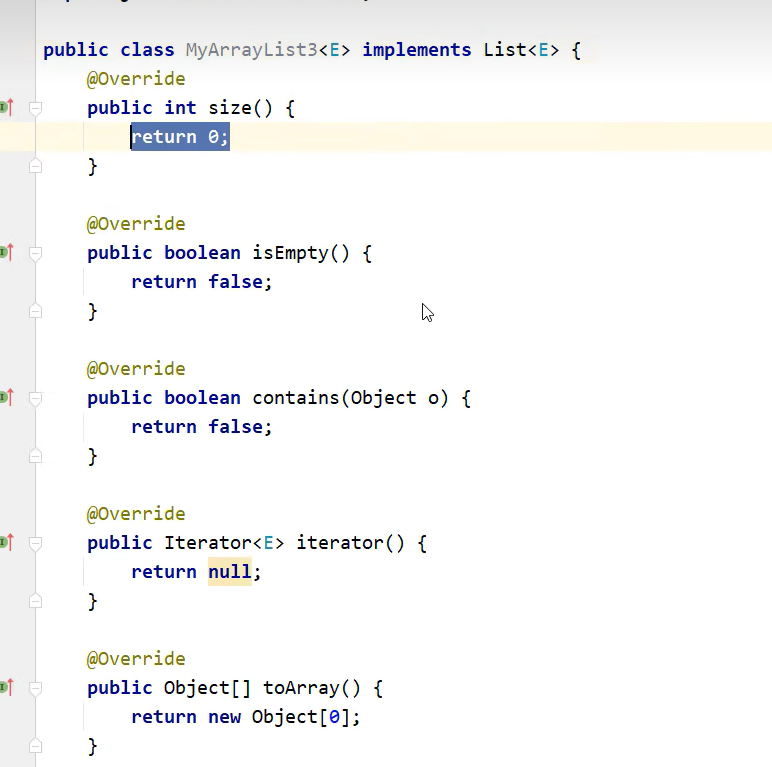 public class MyArrayList3<E> implements List<E> {
@Override
public int size() {
return 0;
}
@Override
public boolean isEmpty() {
return false;
}
@Override
public boolean contains(Object o) {
return false;
}
@Override
public Iterator<E> iterator() {
return null;
}
@Override
public Object[] toArray() {
return new Object[0];
}